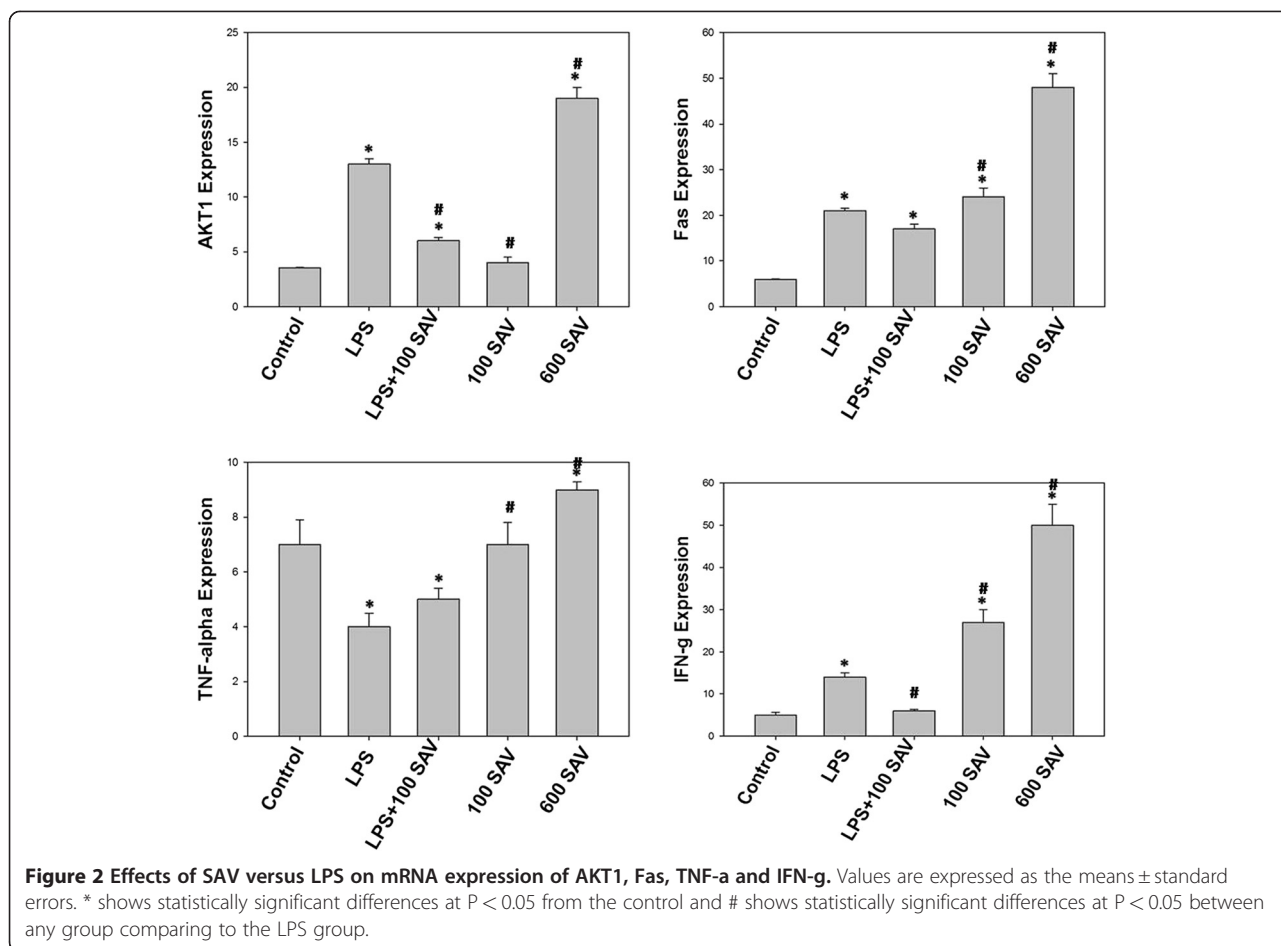 25
20
15
10
5
0
AKT1 Expression
*
#
*
#
#
*
Control
LPS
LPS+100 SAV
100 SAV
600 SAV
60
50
40
30
20
10
0
Fas Expression
*
*
#
*
#
*
Control
LPS
LPS+100 SAV
100 SAV
600 SAV
10
8
6
4
2
0
TNF-alpha Expression
*
*
#
#
*
Control
LPS
LPS+100 SAV
100 SAV
600 SAV
60
50
40
30
20
10
0
IFN-g Expression
*
#
#
*
#
*
Control
LPS
LPS+100 SAV
100 SAV
600 SAV
Figure 2 Effects of SAV versus LPS on mRNA expression of AKT1, Fas, TNF-a and IFN-g. Values are expressed as the means ± standard
errors. * shows statistically significant differences at P < 0.05 from the control and # shows statistically significant differences at P < 0.05 between
any group comparing to the LPS group.